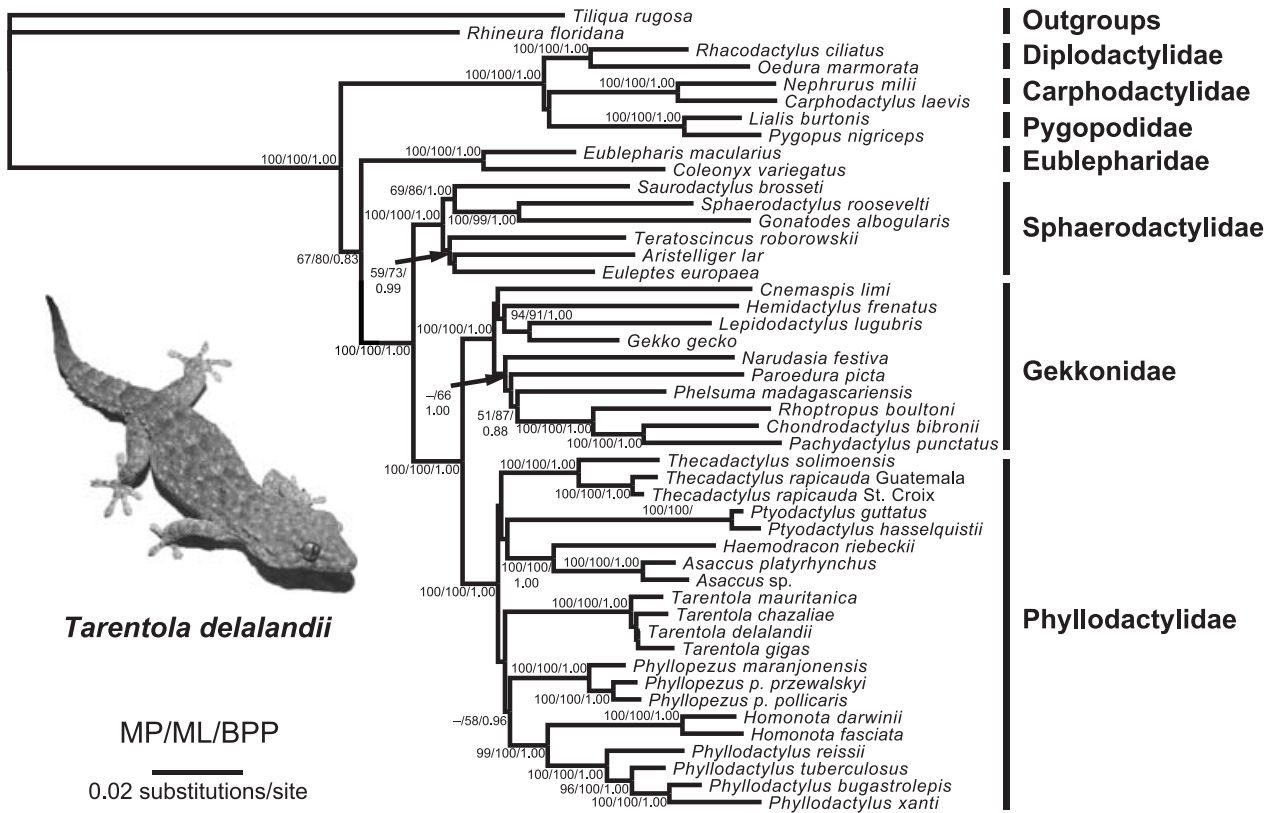 Tiliqua rugosa
Rhineura floridana
Outgroups
100/100/1.00
Rhacodactylus ciliatus
Oedura marmorata
Diplodactylidae
100/100/1.00
100/100/1.00
Nephrurus milii
Carphodactylus laevis
Carphodactylidae
100/100/1.00
Lialis burtonis
Pygopus nigriceps
Pygopodidae
100/100/1.00
100/100/1.00
Eublepharis macularius
Coleonyx variegatus
Eublepharidae
69/86/1.00
Saurodactylus brosseti
Sphaerodactylus roosevelti
100/100/1.00
100/99/1.00
Gonatodes albogularis
Sphaerodactylidae
Teratoscincus roborowskii
Aristelliger lar
67/80/0.83
59/73/
0.99
Euleptes europaea
Cnemaspis limi
Hemidactylus frenatus
94/91/1.00
Lepidodactylus lugubris
100/100/1.00
Gekko gecko
100/100/1.00
Narudasia festiva
Gekkonidae
Paroedura picta
–/66
1.00
Phelsuma madagascariensis
51/87/
0.88
Rhoptropus boultoni
100/100/1.00
Chondrodactylus bibronii
100/100/1.00
Pachydactylus punctatus
Thecadactylus solimoensis
100/100/1.00
100/100/1.00
Thecadactylus rapicauda Guatemala
100/100/1.00
Thecadactylus rapicauda St. Croix
Ptyodactylus guttatus
100/100/
Ptyodactylus hasselquistii
Haemodracon riebeckii
100/100/
1.00
100/100/1.00
Asaccus platyrhynchus
Asaccus sp.
100/100/1.00
Tarentola mauritanica
100/100/1.00
Tarentola chazaliae
Phyllodactylidae
Tarentola delalandii
Tarentola delalandii
Tarentola gigas
Phyllopezus maranjonensis
100/100/1.00
Phyllopezus p. przewalskyi
100/100/1.00
Phyllopezus p. pollicaris
–/58/0.96
100/100/1.00
Homonota darwinii
Homonota fasciata
MP/ML/BPP
99/100/1.00
Phyllodactylus reissii
100/100/1.00
Phyllodactylus tuberculosus
96/100/1.00
Phyllodactylus bugastrolepis
100/100/1.00
Phyllodactylus xanti
0.02 substitutions/site